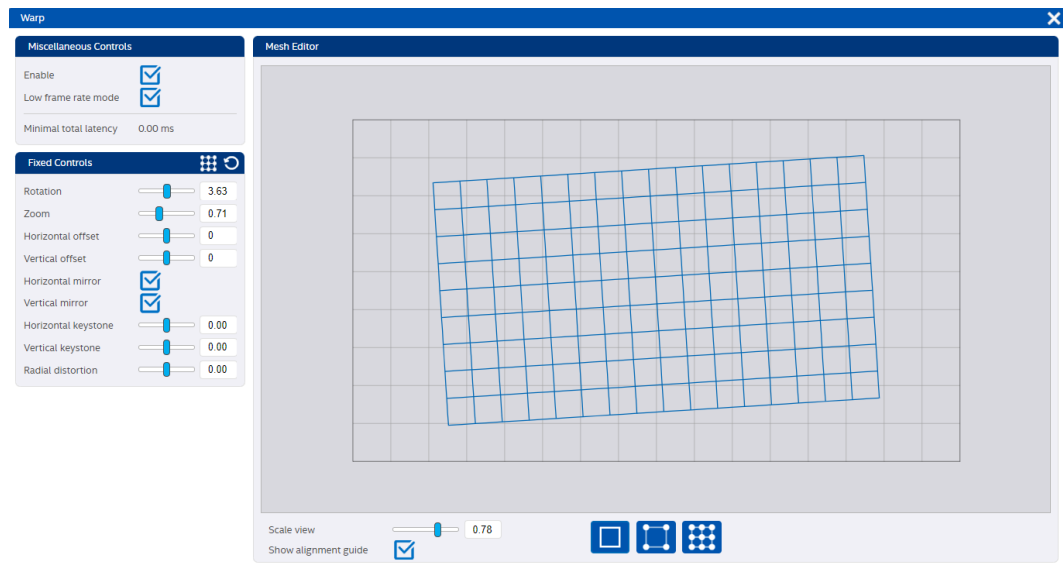 Warp
Miscellaneous Controls
Enable
Low frame rate mode
Minimal total latency 0.00 ms
Fixed Controls
Rotation 3.63
Zoom 0.71
Horizontal offset 0
Vertical offset 0
Horizontal mirror
Vertical mirror
Horizontal keystone 0.00
Vertical keystone 0.00
Radial distortion 0.00
Mesh Editor
Scale view 0.78
Show alignment guide